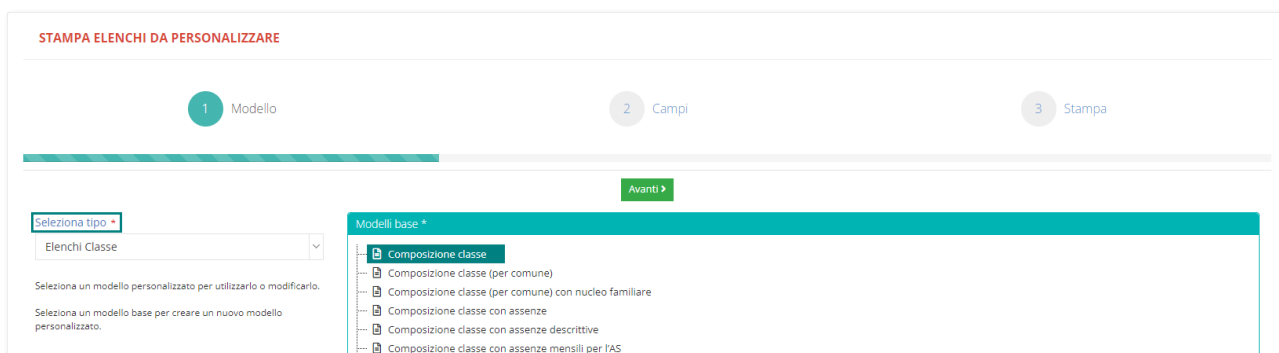 STAMPA ELENCHI DA PERSONALIZZARE
1 Modello
2 Campi
3 Stampa
Avanti >
Seleziona tipo *
Elenchi Classe
Seleziona un modello personalizzato per utilizzarlo o modificarlo.
Seleziona un modello base per creare un nuovo modello
personalizzato.
Modelli base *
Composizione classe
Composizione classe (per comune)
Composizione classe (per comune) con nucleo familiare
Composizione classe con assenze
Composizione classe con assenze descrittive
Composizione classe con assenze mensili per l'AS